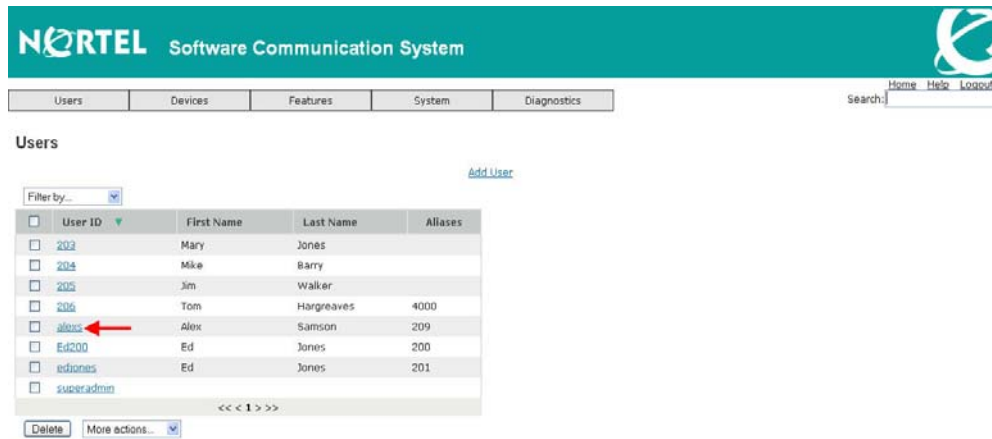 NORTEL Software Communication System
Users Devices Features System Diagnostics
Home Help Logout
Search:
Users
Add User
Filter by...
User ID First Name Last Name Aliases
203 Mary Jones
204 Mike Barry
205 Jim Walker
206 Tom Hargreaves 4000
alexs Alex Samson 209
Ed200 Ed Jones 200
edjones Ed Jones 201
superadmin
<< < 1 > >>
Delete More actions...